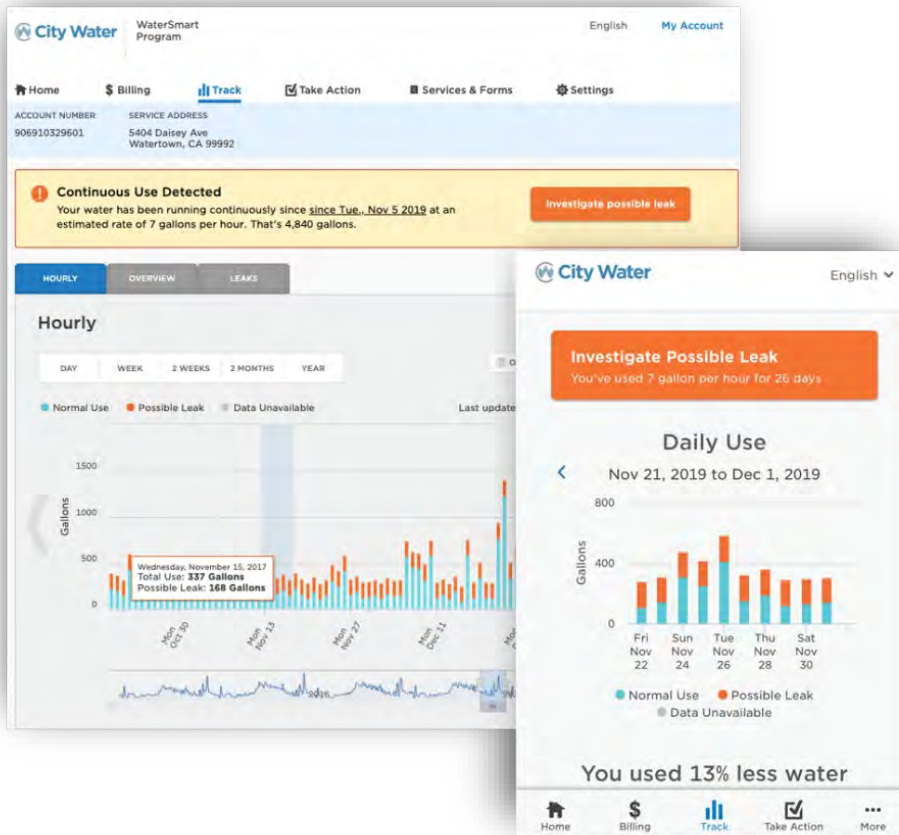 City Water
WaterSmart
Program
English
My Account
Home
Billing
Track
Take Action
Services & Forms
Settings
ACCOUNT NUMBER
SERVICE ADDRESS
906910329601
5404 Daisey Ave
Watertown, CA 99992
Continuous Use Detected
Your water has been running continuously since since Tue., Nov 5 2019 at an
estimated rate of 7 gallons per hour. That's 4,840 gallons.
Investigate possible leak
HOURLY
OVERVIEW
LEAKS
Hourly
DAY
WEEK
2 WEEKS
2 MONTHS
YEAR
Normal Use
Possible Leak
Data Unavailable
Last update
Gallons
1500
1000
500
0
Wednesday, November 15, 2017
Total Use: 337 Gallons
Possible Leak: 168 Gallons
Mon
Oct 30
Mon
Nov 13
Mon
Nov 27
Mon
Dec 11
City Water
English
Investigate Possible Leak
You've used 7 gallon per hour for 26 days
Daily Use
Nov 21, 2019 to Dec 1, 2019
Gallons
800
400
0
Fri
Nov
22
Sun
Nov
24
Tue
Nov
26
Thu
Nov
28
Sat
Nov
30
Normal Use
Possible Leak
Data Unavailable
You used 13% less water
Home
Billing
Track
Take Action
More